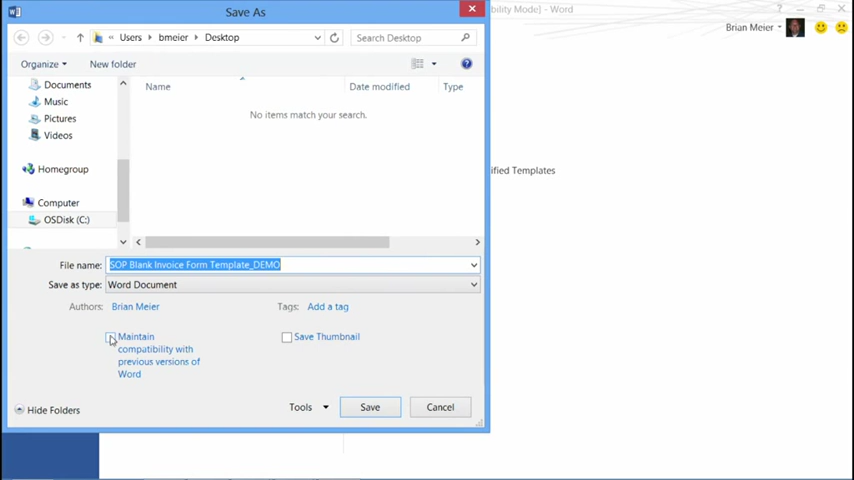 Save As
bility Mode] - Word
Users
bmeier
Desktop
Search Desktop
Brian Meier
Organize
New folder
Documents
Music
Pictures
Videos
Homegroup
Computer
OSDisk (C:)
Name
Date modified
Type
No items match your search.
ified Templates
File name:
SOP Blank Invoice Form Template_DEMO
Save as type:
Word Document
Authors:
Brian Meier
Tags:
Add a tag
Maintain
compatibility with
previous versions of
Word
Save Thumbnail
Hide Folders
Tools
Save
Cancel